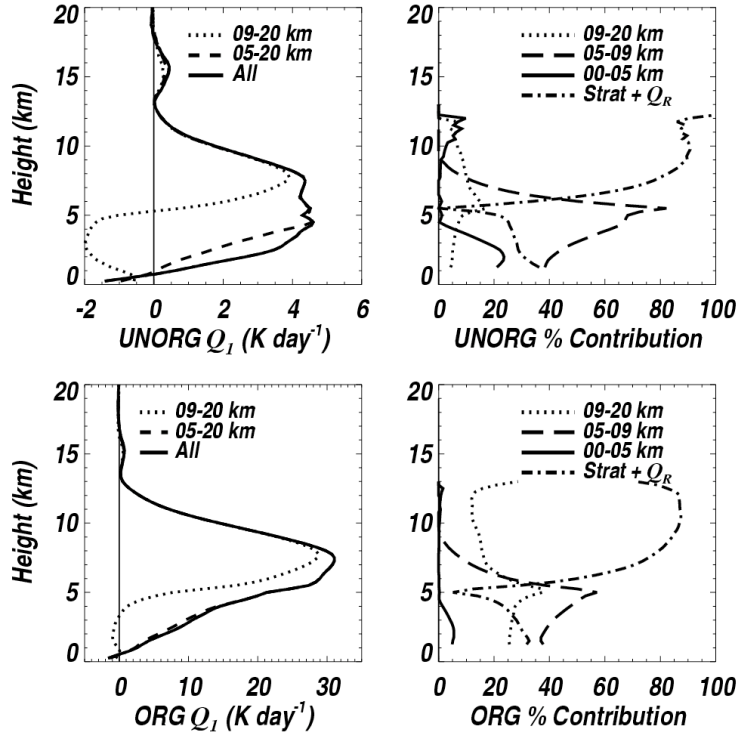 20
15
10
5
0
Height (km)
09-20 km
05-20 km
All
-2 0 2 4 6
UNORG Q1 (K day-1)
20
15
10
5
0
09-20 km
05-09 km
00-05 km
Strat + QR
0 20 40 60 80 100
UNORG % Contribution
20
15
10
5
0
Height (km)
09-20 km
05-20 km
All
0 10 20 30
ORG Q1 (K day-1)
20
15
10
5
0
09-20 km
05-09 km
00-05 km
Strat + QR
0 20 40 60 80 100
ORG % Contribution